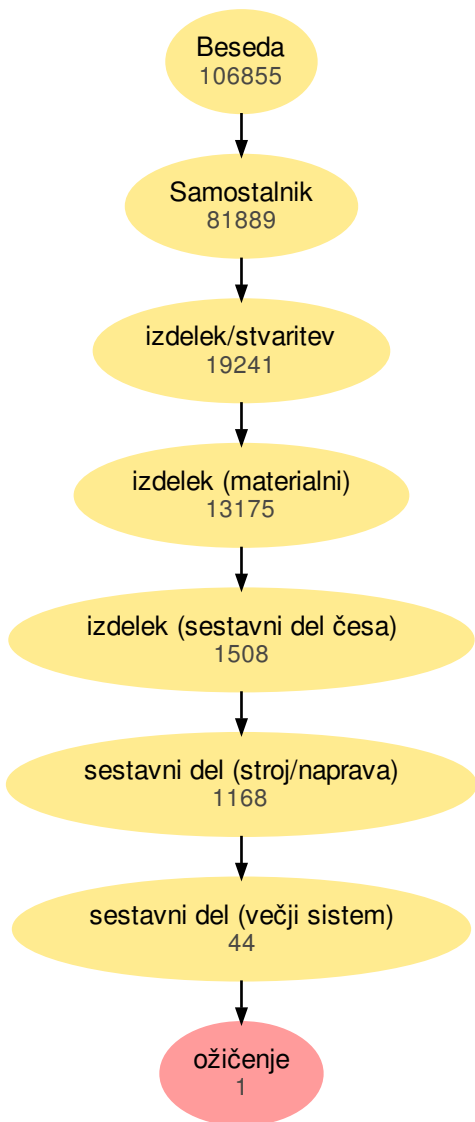 Beseda
106855
Samostalnik
81889
izdelek/stvaritev
19241
izdelek (materialni)
13175
izdelek (sestavni del česa)
1508
sestavni del (stroj/naprava)
1168
sestavni del (večji sistem)
44
ožičenje
1